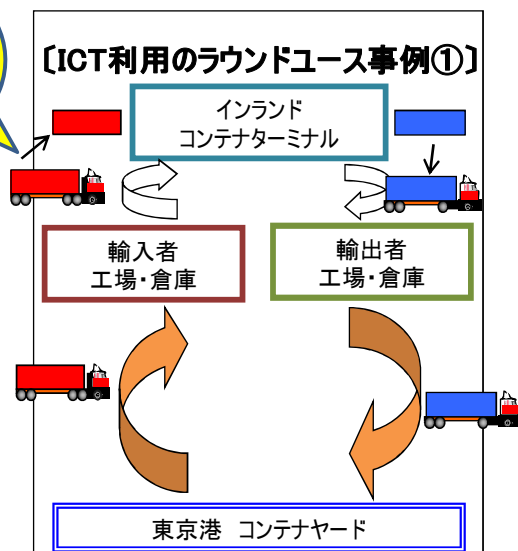 〔ICT利用のラウンドユース事例①〕
インランド
コンテナターミナル
輸入者
工場・倉庫
輸出者
工場・倉庫
東京港 コンテナヤード